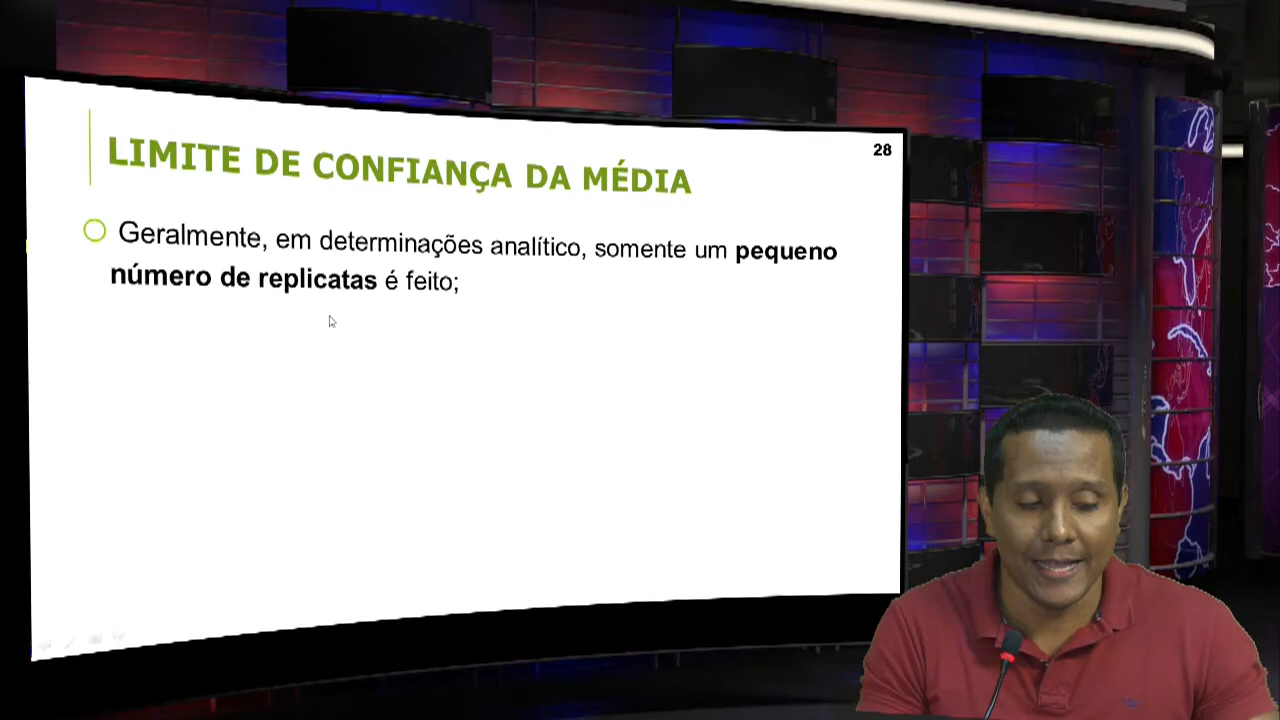 28
LIMITE DE CONFIANÇA DA MÉDIA
Geralmente, em determinações analítico, somente um pequeno
número de replicatas é feito;